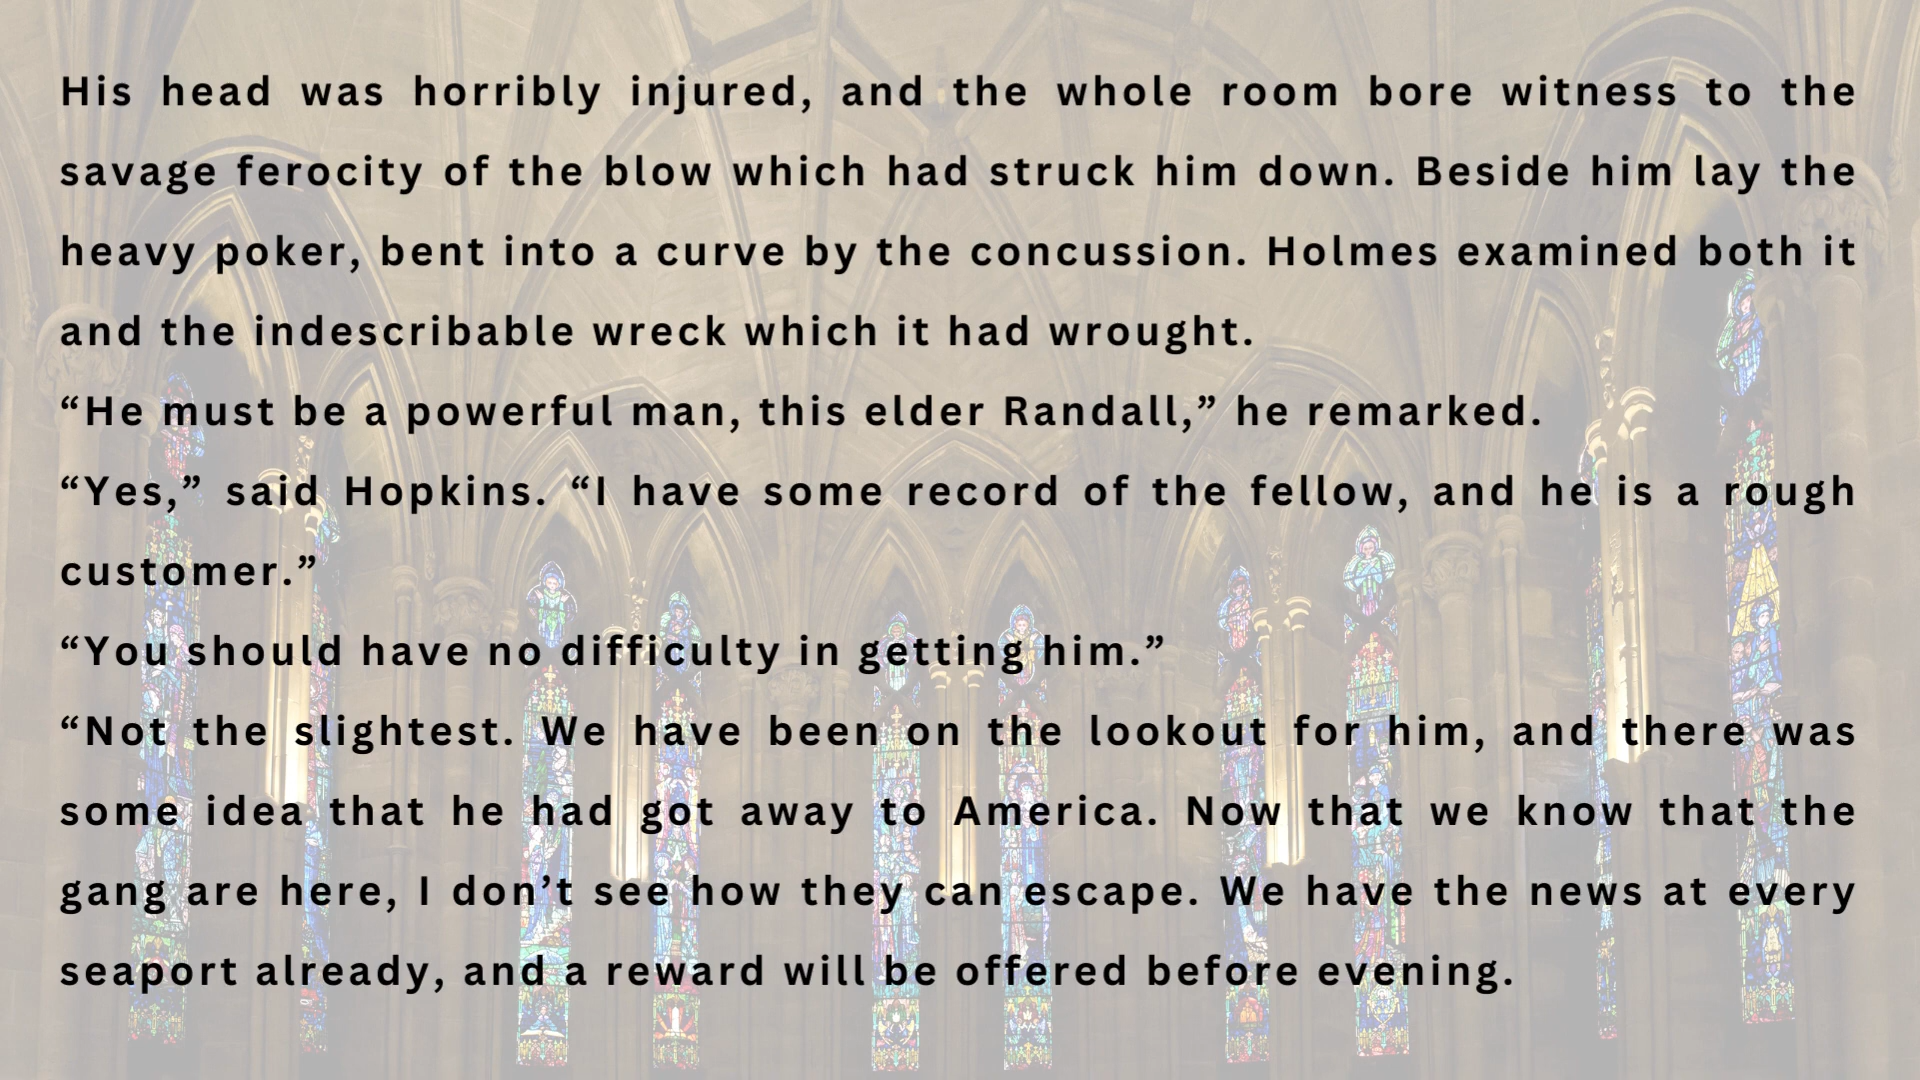 His head was horribly injured, and the whole room bore witness to the
savage ferocity of the blow which had struck him down. Beside him lay the
heavy poker, bent into a curve by the concussion. Holmes examined both it
and the indescribable wreck which it had wrought.
“He must be a powerful man, this elder Randall,” he remarked.
“Yes,” said Hopkins. “I have some record of the fellow, and he is a rough
customer.”
“You should have no difficulty in getting him.”
“Not the slightest. We have been on the lookout for him, and there was
some idea that he had got away to America. Now that we know that the
gang are here, I don’t see how they can escape. We have the news at every
seaport already, and a reward will be offered before evening.